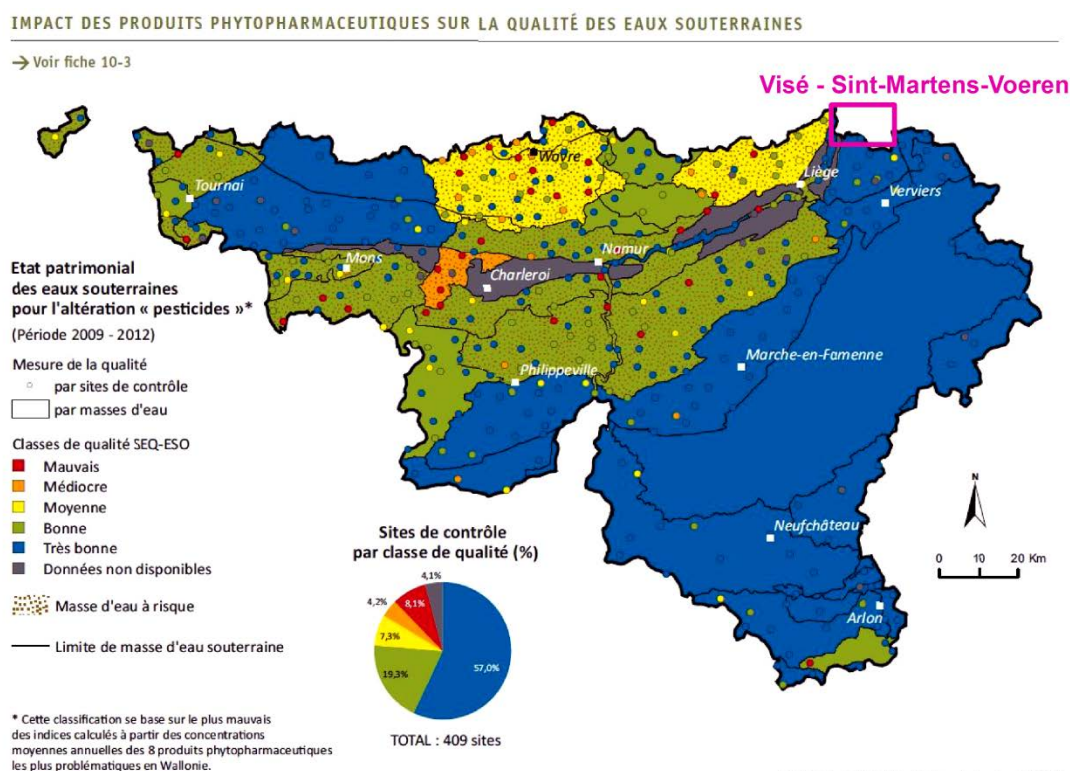 IMPACT DES PRODUITS PHYTOPHARMACEUTIQUES SUR LA QUALITÉ DES EAUX SOUTERRAINES
→ Voir fiche 10-3
Visé - Sint-Martens-Voeren
Wavre
Liège
Tournai
Verviers
Namur
Mons
Charleroi
Marche-en-Famenne
Philippeville
Neufchâteau
Arlon
Etat patrimonial
des eaux souterraines
pour l'altération « pesticides »*
(Période 2009 - 2012)
Mesure de la qualité
par sites de contrôle
par masses d'eau
Classes de qualité SEQ-ESO
Mauvais
Médiocre
Moyenne
Bonne
Très bonne
Données non disponibles
Masse d'eau à risque
Limite de masse d'eau souterraine
* Cette classification se base sur le plus mauvais
des indices calculés à partir des concentrations
moyennes annuelles des 8 produits phytopharmaceutiques
les plus problématiques en Wallonie.
Sites de contrôle
par classe de qualité (%)
4,1%
4,2%
8,1%
7,3%
19,3%
57,0%
TOTAL : 409 sites
N
0 10 20 Km